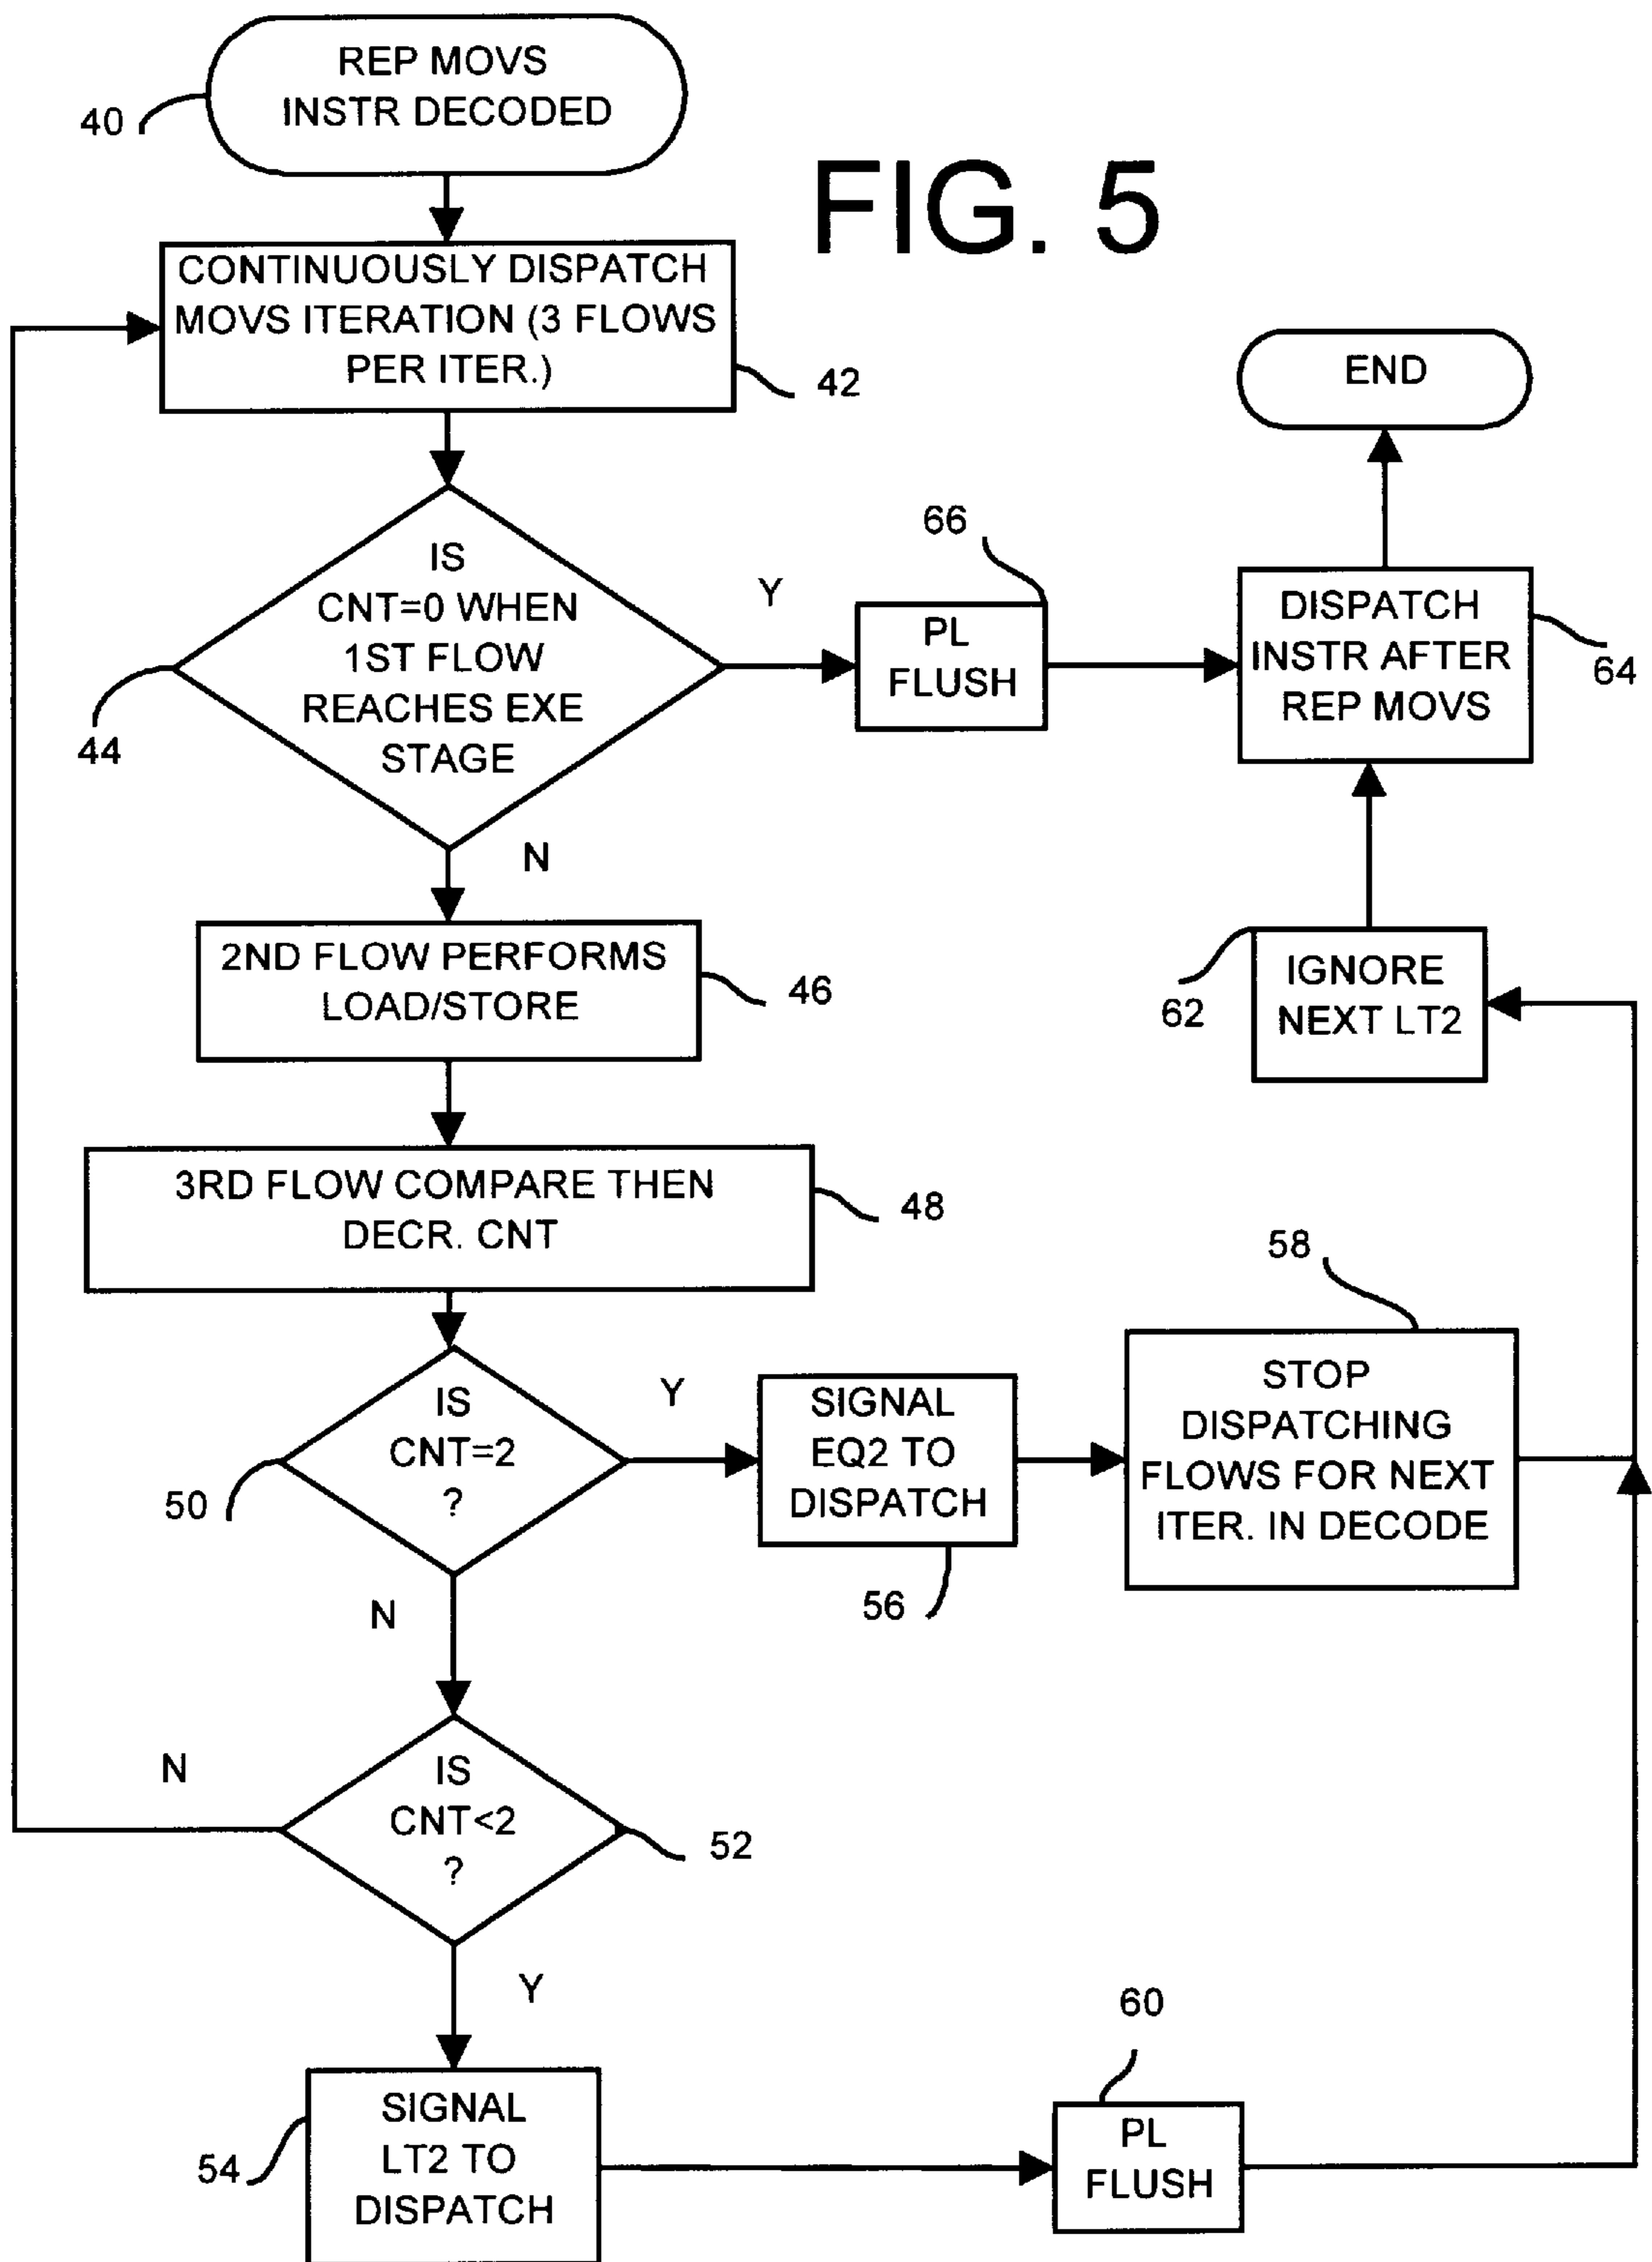 REP MOVS
INSTR DECODED
40
FIG. 5
CONTINUOUSLY DISPATCH
MOVS ITERATION (3 FLOWS
PER ITER.)
42
END
IS
CNT=0 WHEN
1ST FLOW
REACHES EXE
STAGE
44
Y
66
PL
FLUSH
DISPATCH
INSTR AFTER
REP MOVS
64
N
2ND FLOW PERFORMS
LOAD/STORE
46
62
IGNORE
NEXT LT2
3RD FLOW COMPARE THEN
DECR. CNT
48
58
IS
CNT=2
?
50
Y
SIGNAL
EQ2 TO
DISPATCH
56
STOP
DISPATCHING
FLOWS FOR NEXT
ITER. IN DECODE
N
N
IS
CNT<2
?
52
Y
60
SIGNAL
LT2 TO
DISPATCH
54
PL
FLUSH